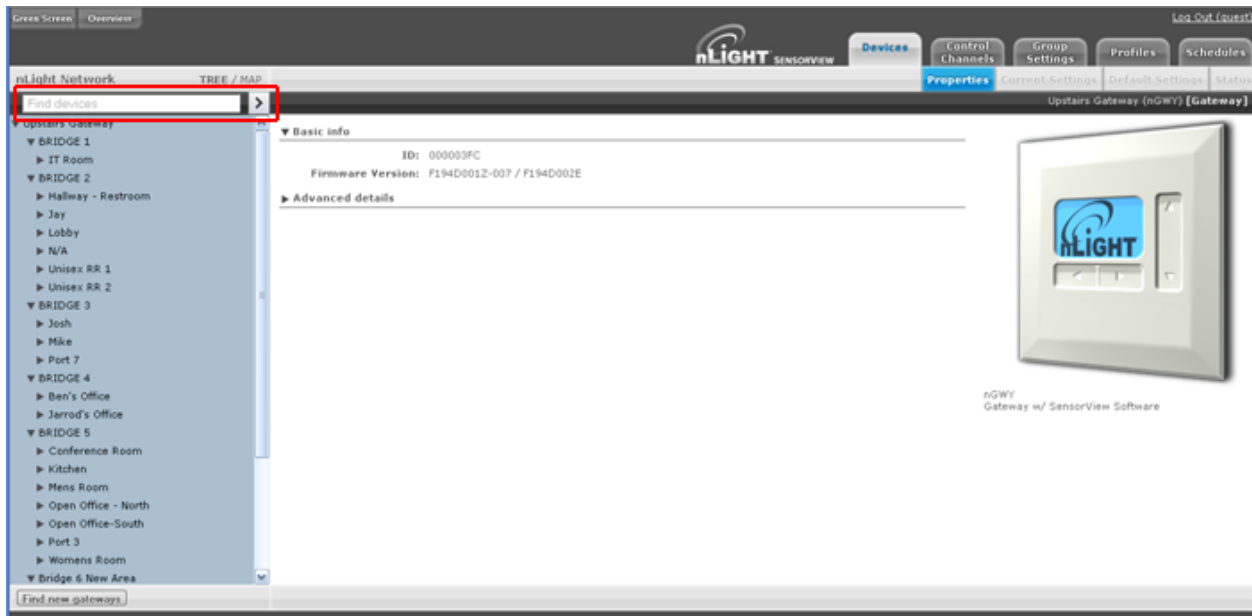 Green Screen Overview
Log Out (guest)
nLIGHT SENSORVIEW
Devices Control Channels Group Settings Profiles Schedules
nLight Network TREE / MAP
Properties Current Settings Default Settings Status
Find devices >
Upstairs Gateway (nGWY) [Gateway]
▼ Upstairs Gateway
▼ BRIDGE 1
▶ IT Room
▼ BRIDGE 2
▶ Hallway - Restroom
▶ Jay
▶ Lobby
▶ N/A
▶ Unisex RR 1
▶ Unisex RR 2
▼ BRIDGE 3
▶ Josh
▶ Mike
▶ Port 7
▼ BRIDGE 4
▶ Ben's Office
▶ Jarrod's Office
▼ BRIDGE 5
▶ Conference Room
▶ Kitchen
▶ Mens Room
▶ Open Office - North
▶ Open Office-South
▶ Port 3
▶ Womens Room
▼ Bridge 6 New Area
Find new gateways
▼ Basic info
ID: 000003FC
Firmware Version: F194D001Z-007 / F194D002E
▶ Advanced details
nLIGHT
nGWY
Gateway w/ SensorView Software